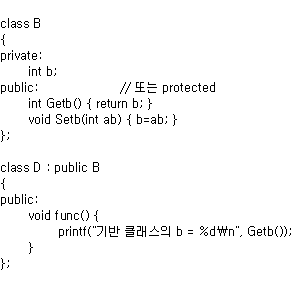 class B
{
private:
int b;
public: // 또는 protected
int Getb() { return b; }
void Setb(int ab) { b=ab; }
};
class D : public B
{
public:
void func() {
printf("기반 클래스의 b = %d₩n", Getb());
}
};